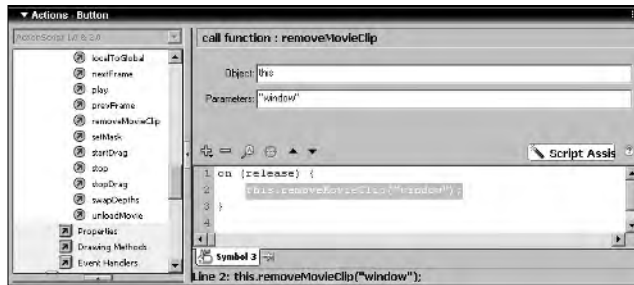 Actions - Button
ActionScript 1.0 & 2.0
localToGlobal
nextFrame
play
prevFrame
removeMovieClip
setMask
startDrag
stop
stopDrag
swapDepths
unloadMovie
Properties
Drawing Methods
Event Handlers
call function : removeMovieClip
Object: this
Parameters: "window"
Script Assis
1 on (release) {
2 this.removeMovieClip("window");
3 }
4
Symbol 3
Line 2: this.removeMovieClip("window");